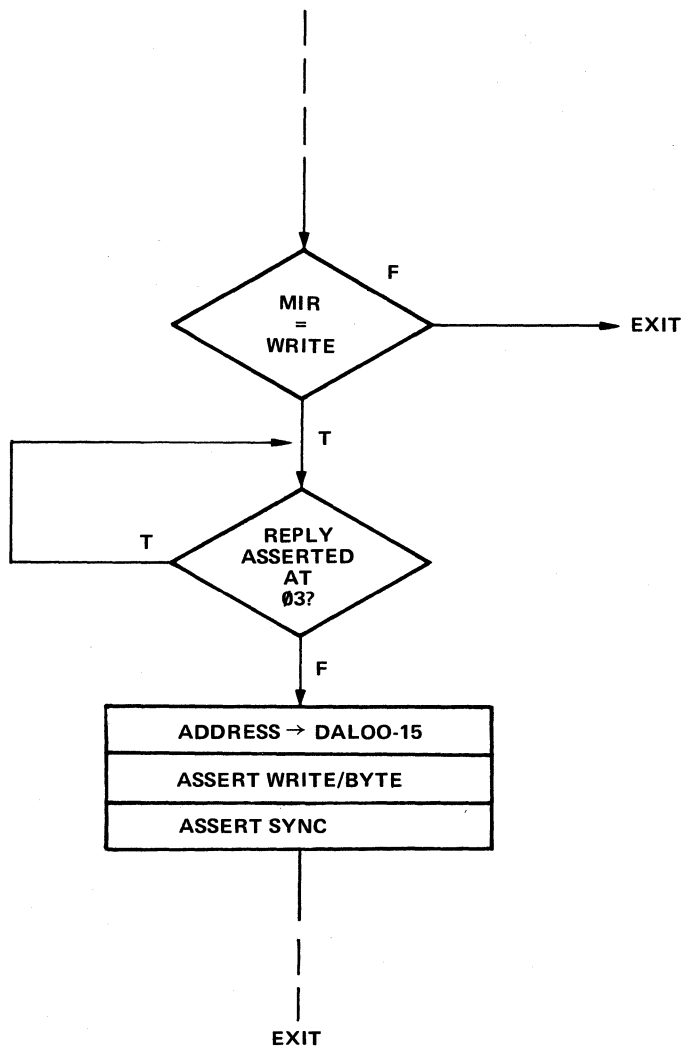 F
MIR
=
WRITE
EXIT
T
REPLY
ASSERTED
AT
Ø3?
T
F
ADDRESS → DALOO-15
ASSERT WRITE/BYTE
ASSERT SYNC
EXIT